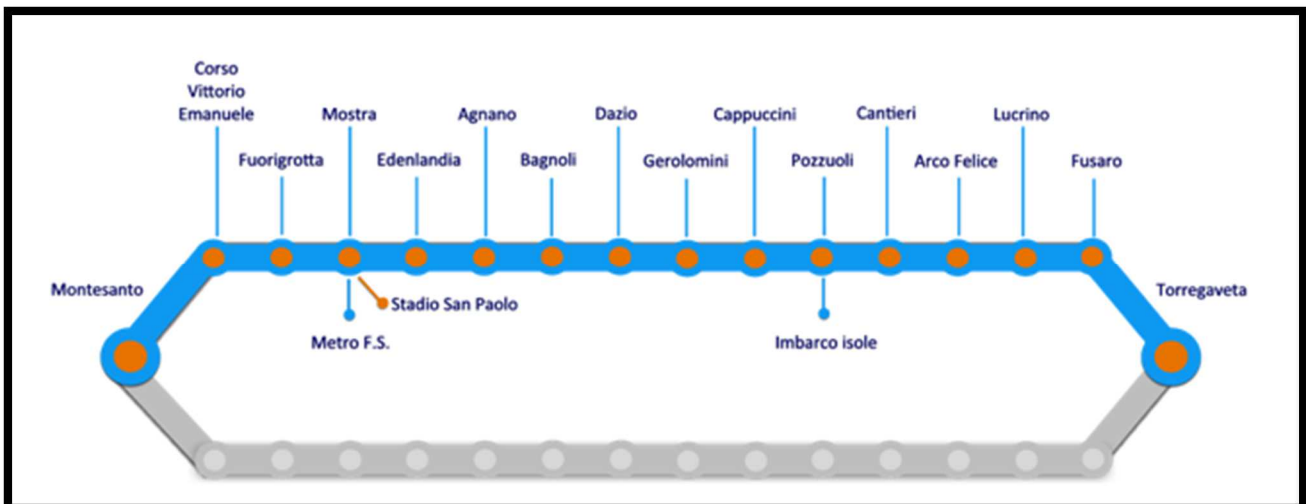 Corso
Vittorio
Emanuele
Mostra
Agnano
Dazio
Cappuccini
Cantieri
Lucrino
Fuorigrotta
Edenlandia
Bagnoli
Gerolomini
Pozzuoli
Arco Felice
Fusaro
Montesanto
Torregaveta
Stadio San Paolo
Metro F.S.
Imbarco isole